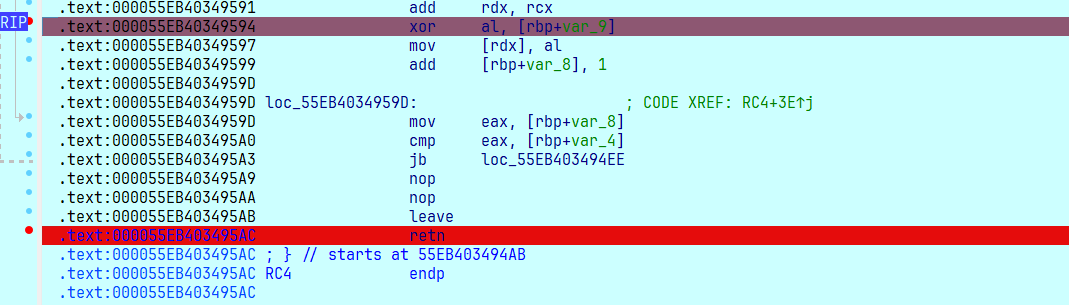 .text:000055EB40349591 add rdx, rcx
RIP .text:000055EB40349594 xor al, [rbp+var_9]
.text:000055EB40349597 mov [rdx], al
.text:000055EB40349599 add [rbp+var_8], 1
.text:000055EB4034959D
.text:000055EB4034959D loc_55EB4034959D: ; CODE XREF: RC4+3E↑j
.text:000055EB4034959D mov eax, [rbp+var_8]
.text:000055EB403495A0 cmp eax, [rbp+var_4]
.text:000055EB403495A3 jb loc_55EB403494EE
.text:000055EB403495A9 nop
.text:000055EB403495AA nop
.text:000055EB403495AB leave
.text:000055EB403495AC retn
.text:000055EB403495AC ; } // starts at 55EB403494AB
.text:000055EB403495AC RC4 endp
.text:000055EB403495AC